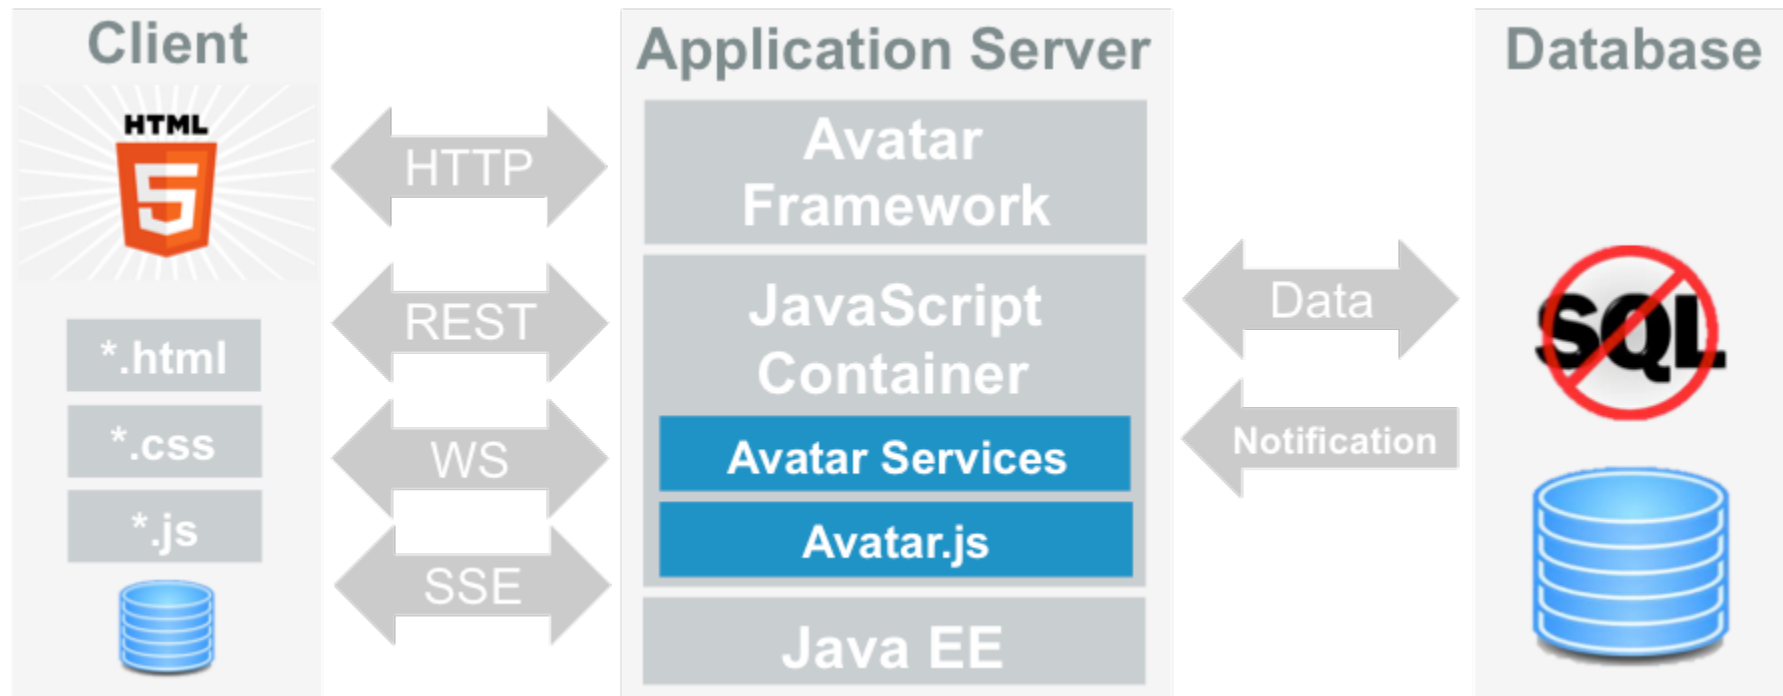 Client
HTML
5
*.html
*.css
*.js
HTTP
REST
WS
SSE
Application Server
Avatar
Framework
JavaScript
Container
Avatar Services
Avatar.js
Java EE
Data
Notification
Database
SQL